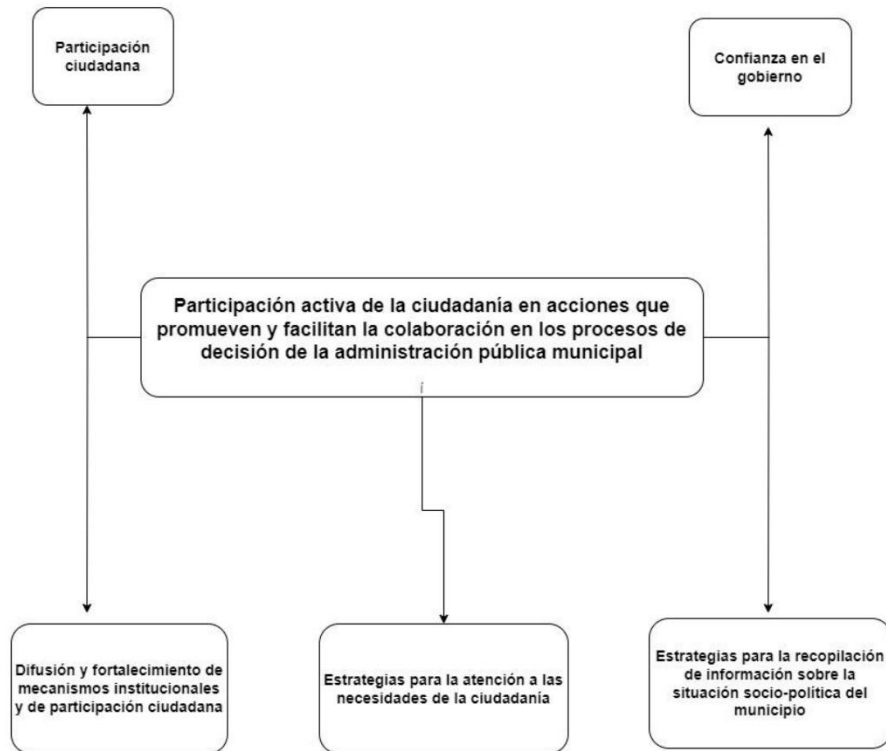 Participación
ciudadana
Confianza en el
gobierno
Participación activa de la ciudadanía en acciones que
promueven y facilitan la colaboración en los procesos de
decisión de la administración pública municipal
í
Difusión y fortalecimiento de
mecanismos institucionales
y de participación ciudadana
Estrategias para la atención a las
necesidades de la ciudadanía
Estrategias para la recopilación
de información sobre la
situación socio-política del
municipio